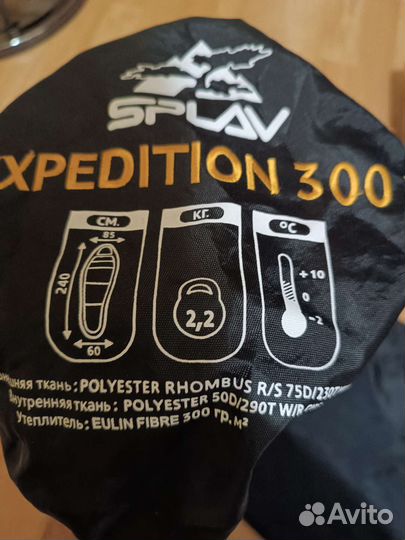 SPLAV
XPEDITION 300
СМ.
85
240
60
КГ.
2,2
°C
+10
0
-2
ткань: POLYESTER RHOMBUS R/S 75D/230T
Внутренняя ткань: POLYESTER 50D/290T W/R
Утеплитель: EULIN FIBRE 300 гр. м²
Avito